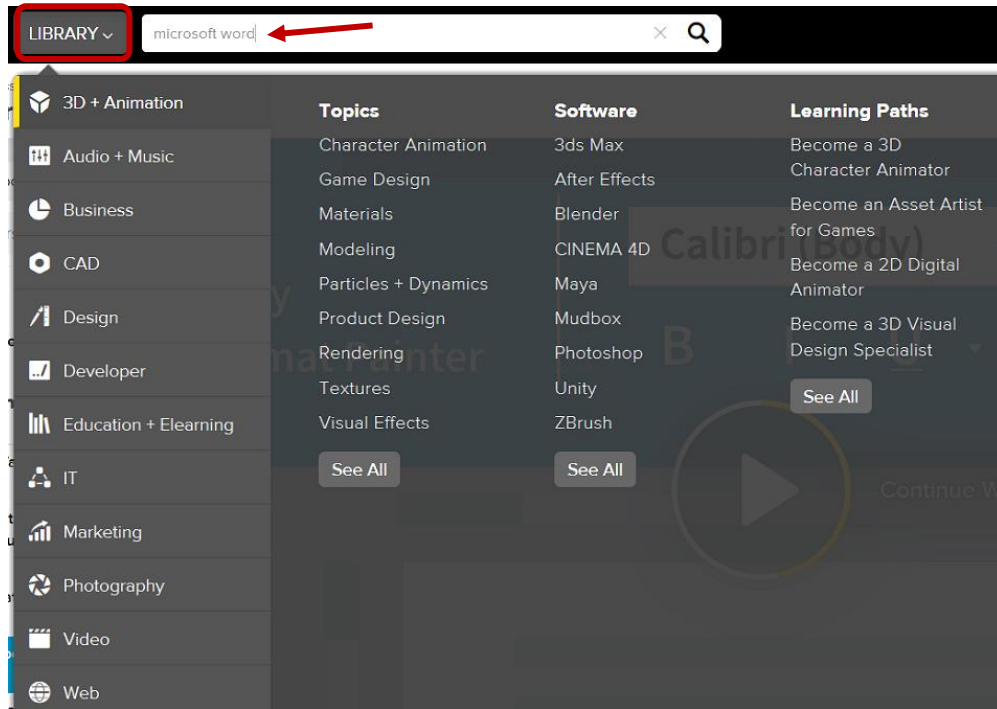 LIBRARY
microsoft word
3D + Animation
Audio + Music
Business
CAD
Design
Developer
Education + Elearning
IT
Marketing
Photography
Video
Web
Topics
Character Animation
Game Design
Materials
Modeling
Particles + Dynamics
Product Design
Rendering
Textures
Visual Effects
See All
Software
3ds Max
After Effects
Blender
CINEMA 4D
Maya
Mudbox
Photoshop
Unity
ZBrush
See All
Learning Paths
Become a 3D
Character Animator
Become an Asset Artist
for Games
Become a 2D Digital
Animator
Become a 3D Visual
Design Specialist
See All
Calibri (Body)
B I U
Painter
Continue